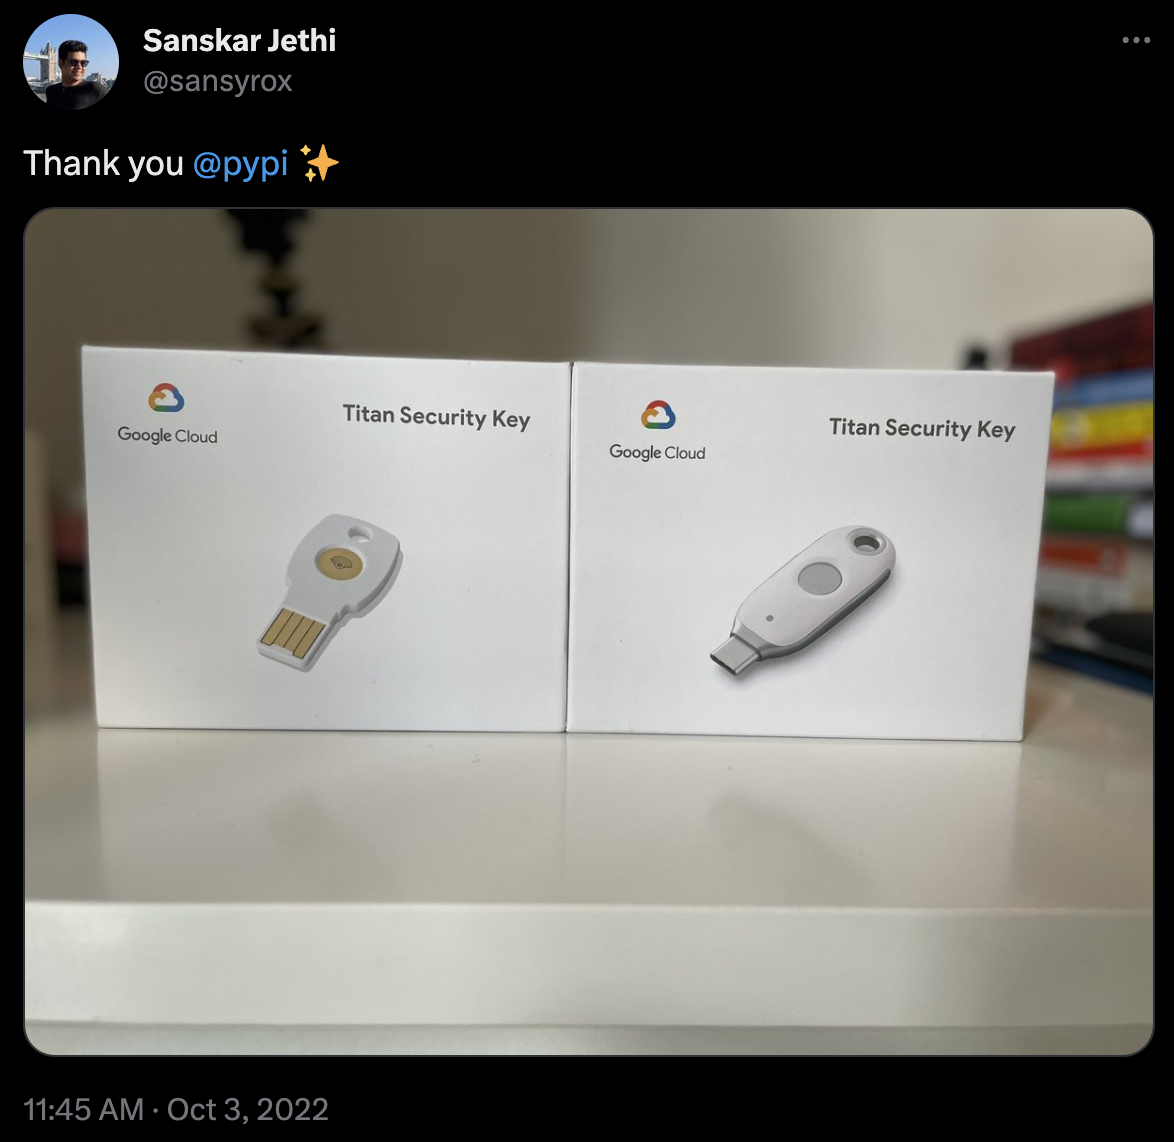 Sanskar Jethi
@sansyrox
Thank you @pypi ✨
Google Cloud
Titan Security Key
Google Cloud
Titan Security Key
11:45 AM · Oct 3, 2022